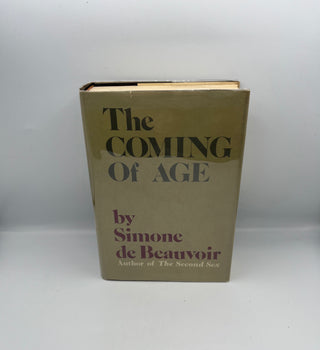 The
COMING
Of AGE
by
Simone
de Beauvoir
Author of The Second Sex